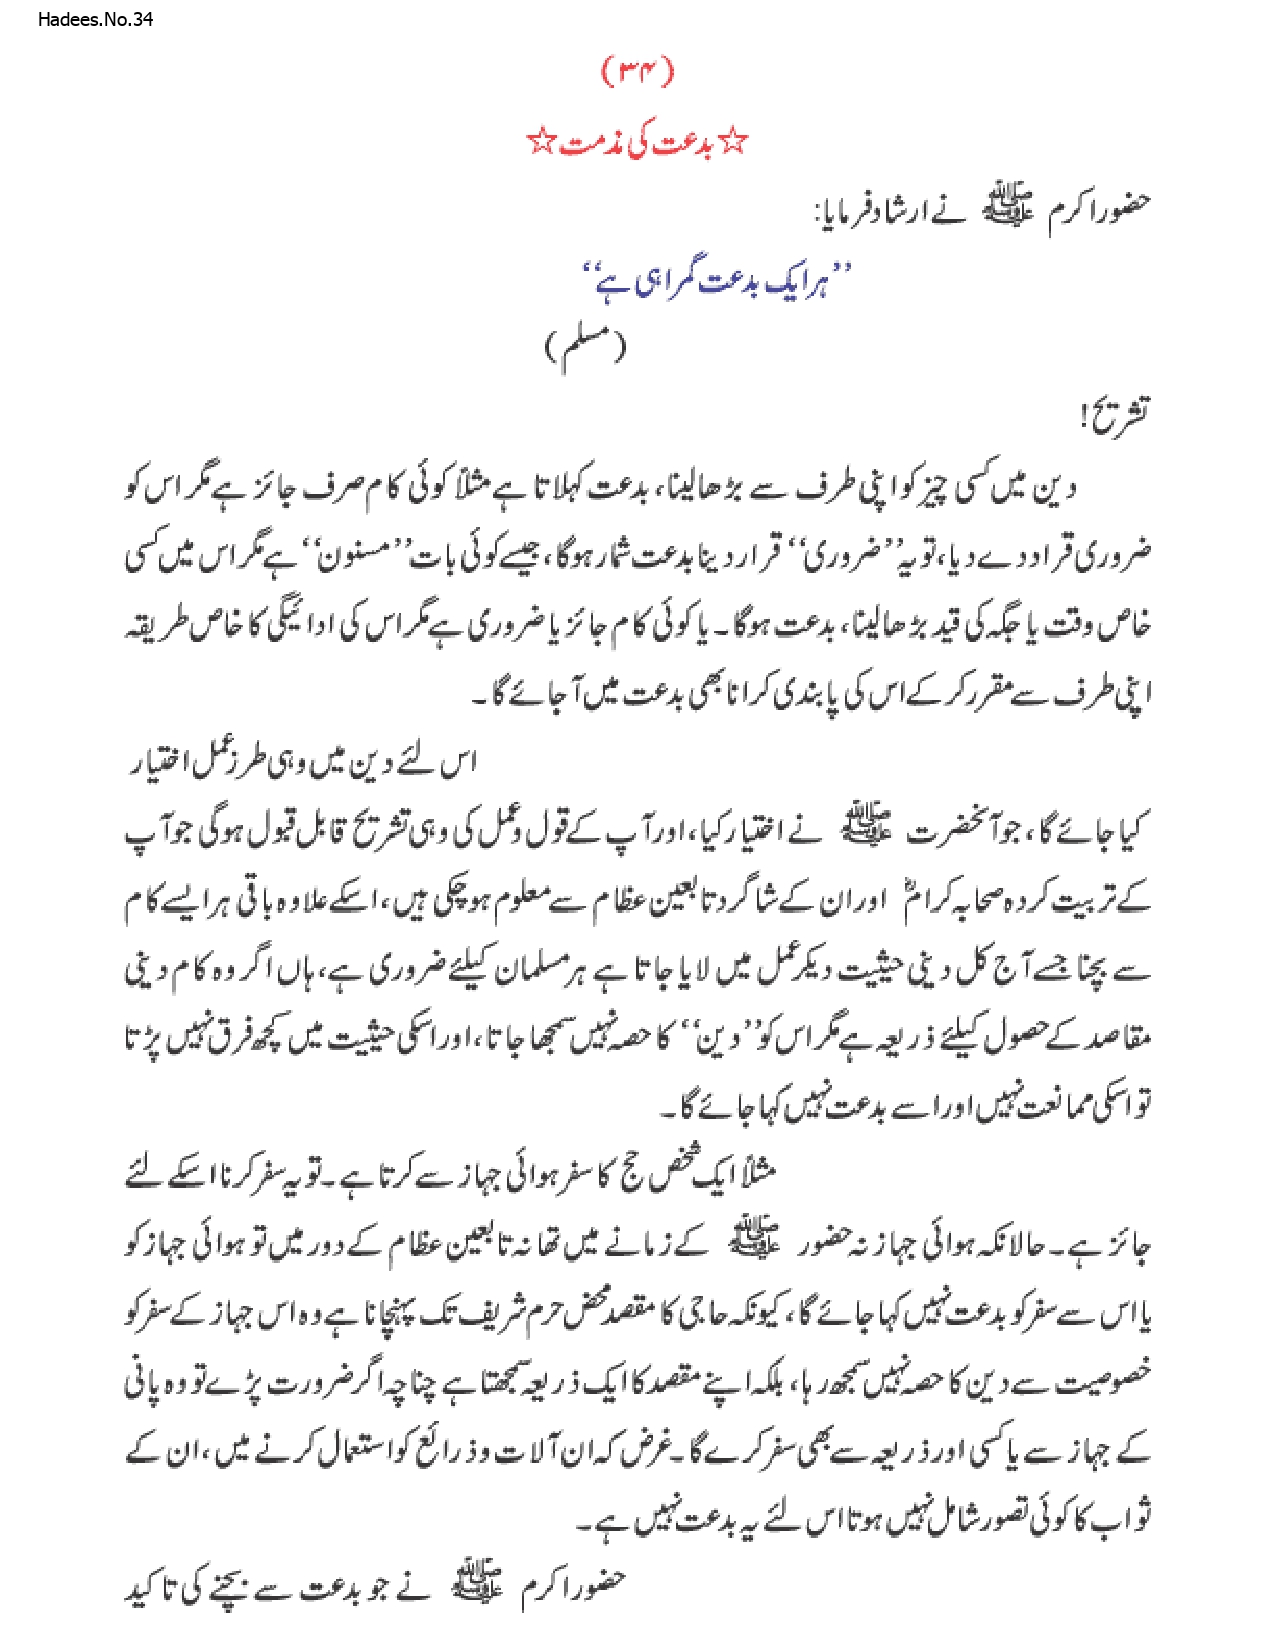 Hadees.No.34
(۳۴)
☆بدعت کی مذمت☆
حضور اکرم ﷺ نے ارشاد فرمایا:
’’ہر ایک بدعت گمراہی ہے‘‘
(مسلم)
تشریح!
دین میں کسی چیز کو اپنی طرف سے بڑھا لینا، بدعت کہلاتا ہے مثلاً کوئی کام صرف جائز ہے مگر اس کو
ضروری قرار دے دیا، تو یہ ’’ضروری‘‘ قرار دینا بدعت شمار ہوگا، جیسے کوئی بات ’’مسنون‘‘ ہے مگر اس میں کسی
خاص وقت یا جگہ کی قید بڑھا لینا، بدعت ہوگا۔ یا کوئی کام جائز یا ضروری ہے مگر اس کی ادائیگی کا خاص طریقہ
اپنی طرف سے مقرر کر کے اس کی پابندی کرانا بھی بدعت میں آجائے گا۔
اس لئے دین میں وہی طرز عمل اختیار
کیا جائے گا، جو آنحضرت ﷺ نے اختیار کیا، اور آپ کے قول و عمل کی وہی تشریح قابل قبول ہوگی جو آپ
کے تربیت کردہ صحابہ کرامؓ اور ان کے شاگرد تابعین عظام سے معلوم ہوچکی ہیں، اسکے علاوہ باقی ہر ایسے کام
سے بچنا جسے آج کل دینی حیثیت دیکر عمل میں لایا جاتا ہے ہر مسلمان کیلئے ضروری ہے، ہاں اگر وہ کام دینی
مقاصد کے حصول کیلئے ذریعہ ہے مگر اس کو ’’دین‘‘ کا حصہ نہیں سمجھا جاتا، اور اسکی حیثیت میں کچھ فرق نہیں پڑتا
تو اسکی ممانعت نہیں اور اسے بدعت نہیں کہا جائے گا۔
مثلاً ایک شخص حج کا سفر ہوائی جہاز سے کرتا ہے۔ تو یہ سفر کرنا اسکے لئے
جائز ہے۔ حالانکہ ہوائی جہاز نہ حضور ﷺ کے زمانے میں تھا نہ تابعین عظام کے دور میں تو ہوائی جہاز کو
یا اس سے سفر کو بدعت نہیں کہا جائے گا، کیونکہ حاجی کا مقصد محض حرم شریف تک پہنچانا ہے وہ اس جہاز کے سفر کو
خصوصیت سے دین کا حصہ نہیں سمجھ رہا، بلکہ اپنے مقصد کا ایک ذریعہ سمجھتا ہے چناچہ اگر ضرورت پڑے تو وہ پانی
کے جہاز سے یا کسی اور ذریعہ سے بھی سفر کرے گا۔ غرض کہ ان آلات و ذرائع کو استعمال کرنے میں، ان کے
ثواب کا کوئی تصور شامل نہیں ہوتا اس لئے یہ بدعت نہیں ہے۔
حضور اکرم ﷺ نے جو بدعت سے بچنے کی تاکید